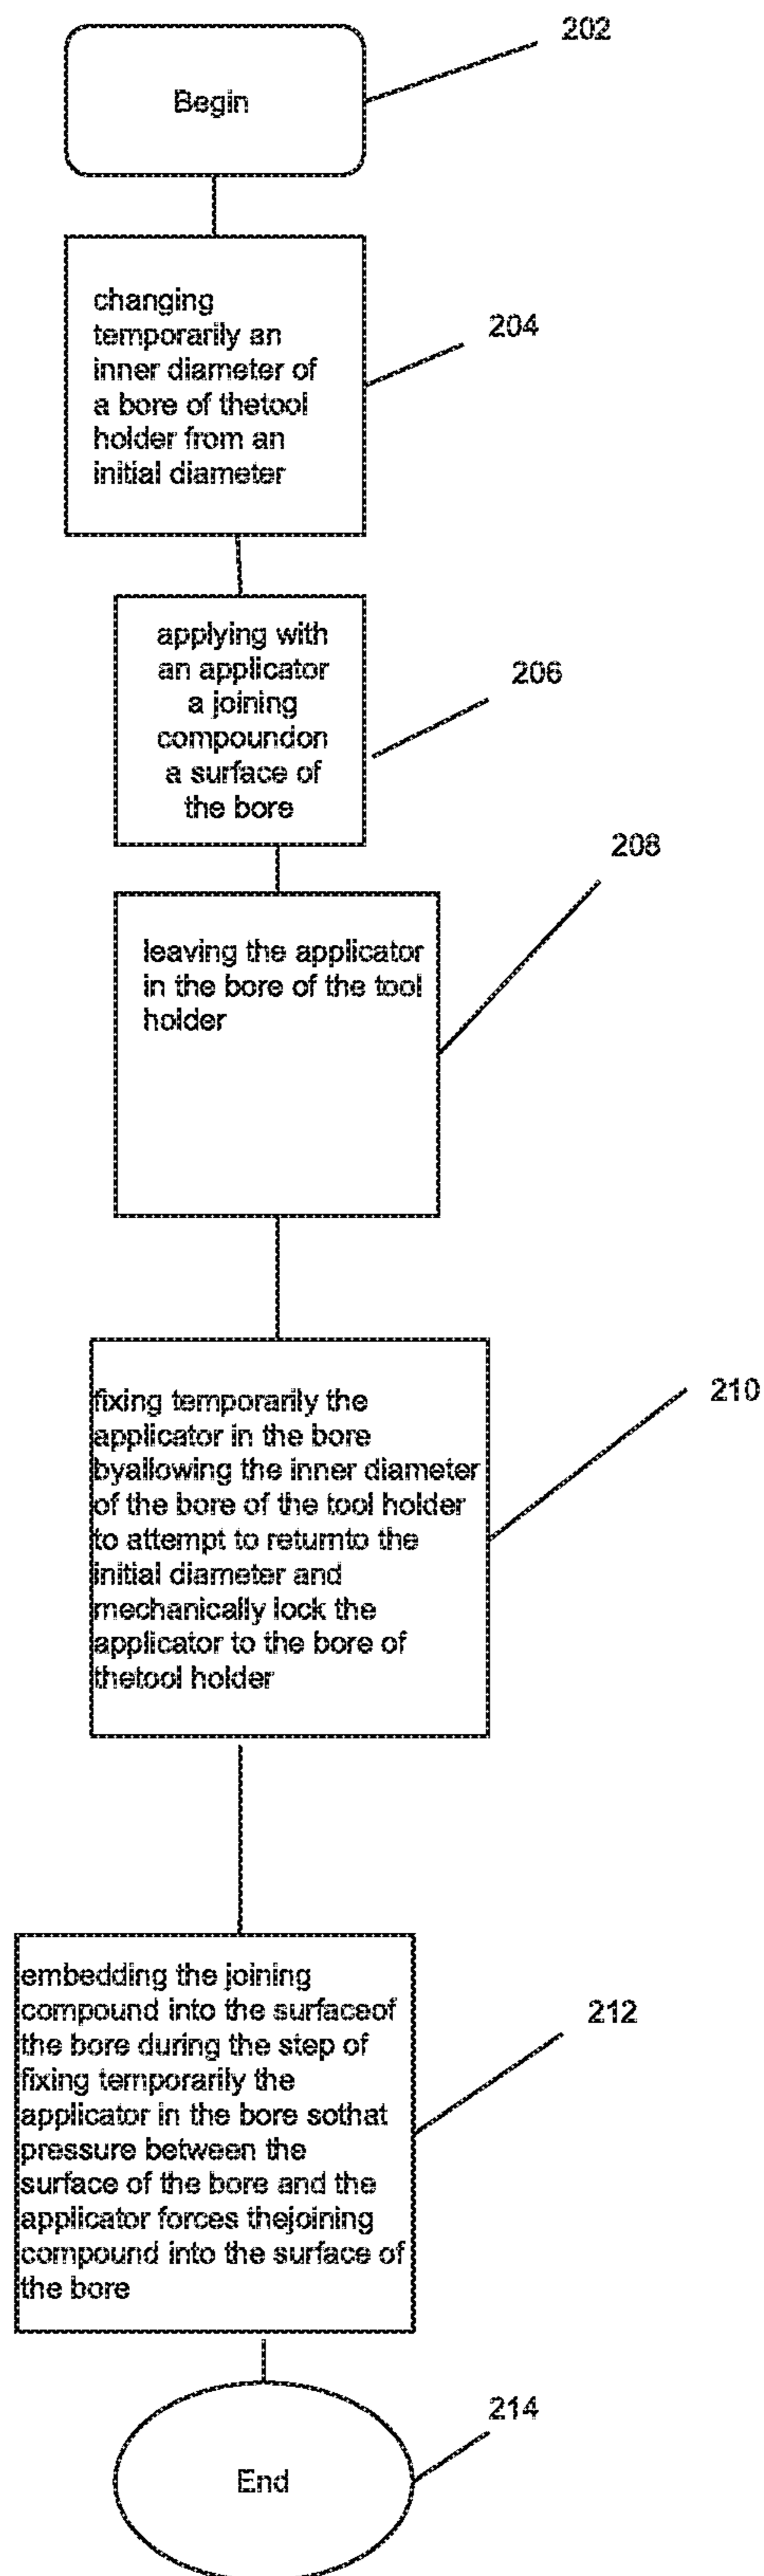 202
Begin
204
changing
temporarily an
inner diameter of
a bore of thetool
holder from an
initial diameter
206
applying with
an applicator
a joining
compoundon
a surface of
the bore
208
leaving the applicator
in the bore of the tool
holder
210
fixing temporarily the
applicator in the bore
byallowing the inner diameter
of the bore of the tool holder
to attempt to returnto the
initial diameter and
mechanically lock the
applicator to the bore of
thetool holder
212
embedding the joining
compound into the surfaceof
the bore during the step of
fixing temporarily the
applicator in the bore sothat
pressure between the
surface of the bore and the
applicator forces thejoining
compound into the surface of
the bore
214
End